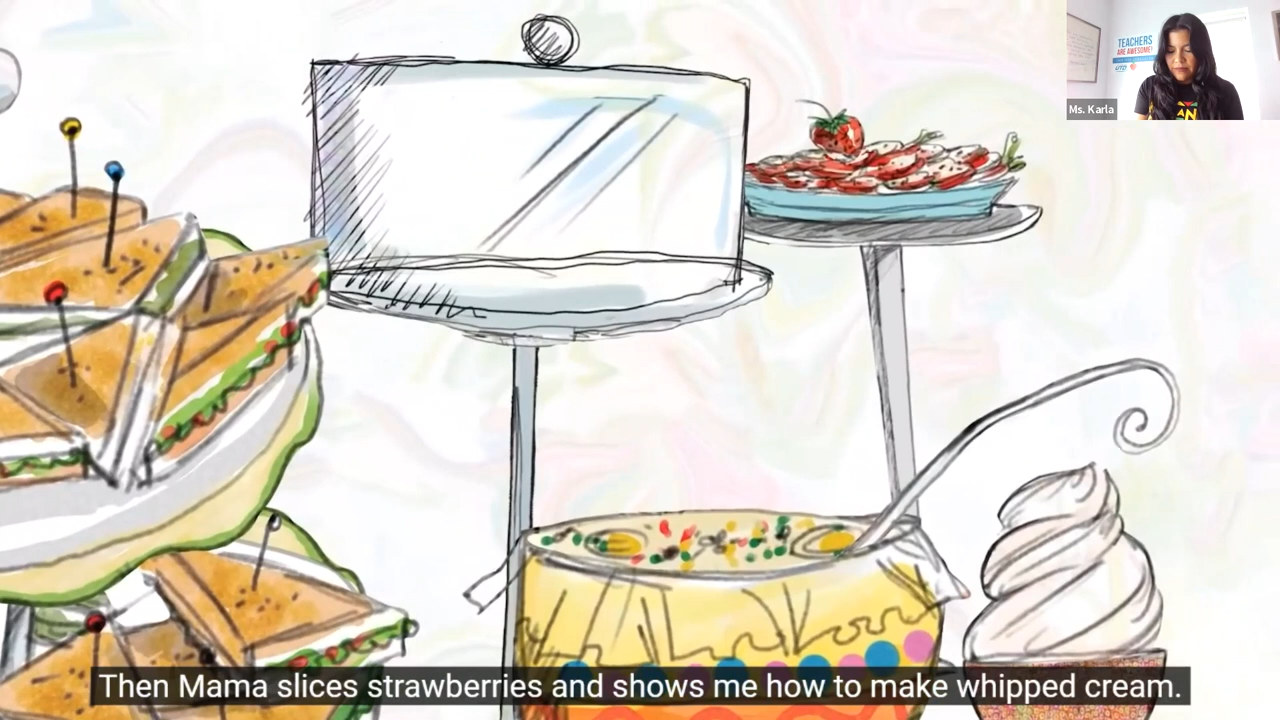 TEACHERS
ARE AWESOME!
Ms. Karla
Then Mama slices strawberries and shows me how to make whipped cream.